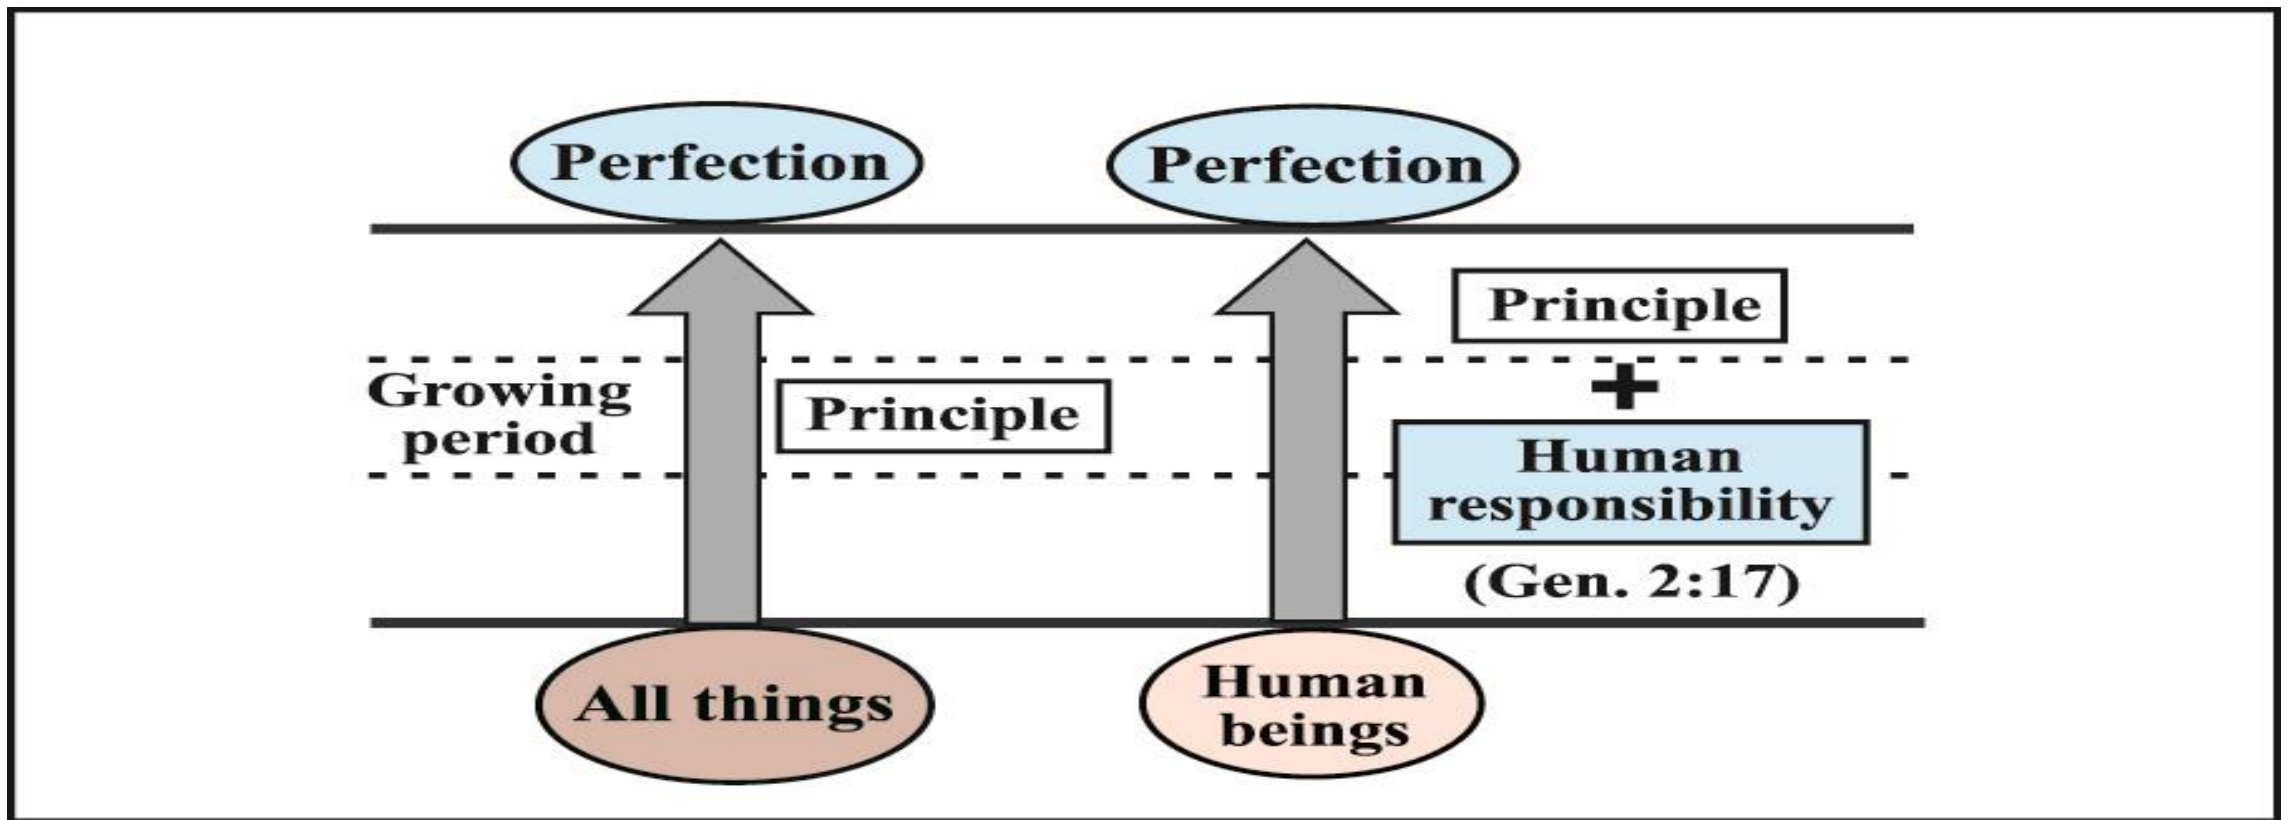 Perfection
Perfection
Principle
Growing
period
Principle
+
Human
responsibility
(Gen. 2:17)
All things
Human
beings